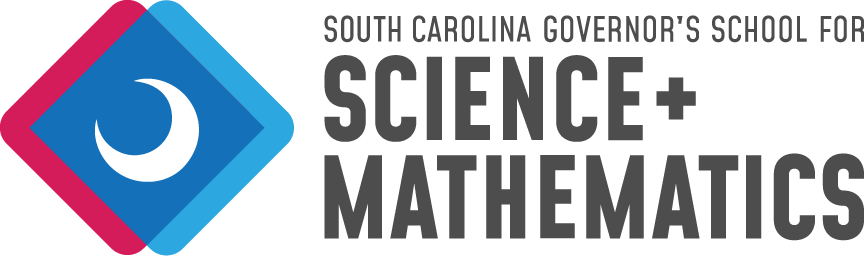 SOUTH CAROLINA GOVERNOR'S SCHOOL FOR
SCIENCE+
MATHEMATICS